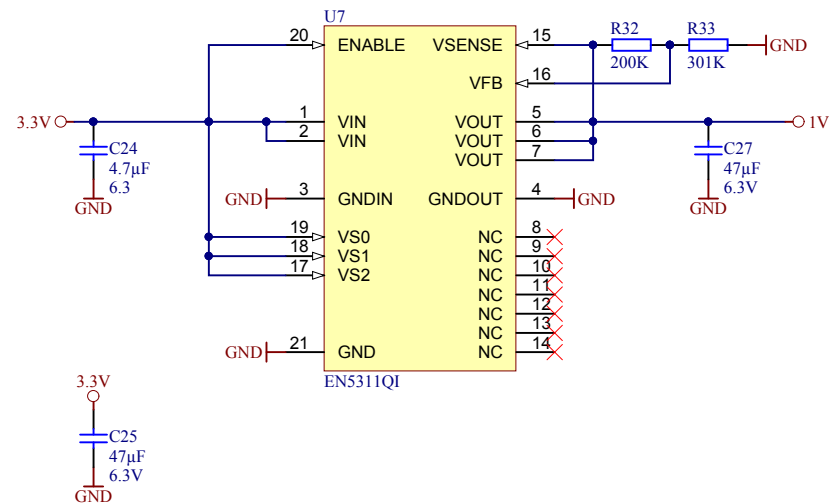 U7
20 ENABLE VSENSE 15 R32 R33 GND
200K 301K
VFB 16
3.3V 1 VIN VOUT 5 1V
2 VIN VOUT 6
VOUT 7
C24
4.7µF
6.3
GND
C27
47µF
6.3V
GND
GND 3 GNDIN GNDOUT 4 GND
19 VS0 NC 8
18 VS1 NC 9
17 VS2 NC 10
NC 11
NC 12
NC 13
GND 21 GND NC 14
EN5311QI
3.3V
C25
47µF
6.3V
GND